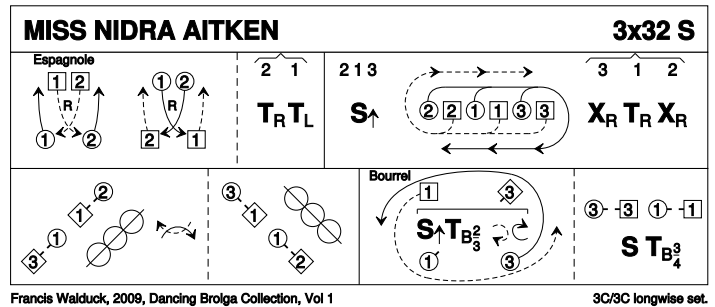 MISS NIDRA AITKEN 3x32 S
Espagnole
1 2 1 2
R R
1 2 2 1
2 1
TR TL
2 1 3
S
2 2 1 1 3 3
3 1 2
XR TR XR
2
1 1
3
3
1 1
2
Bourrel
1 3
S TB 2/3
1 3
3 3 1 1
S TB 3/4
Francis Walduck, 2009, Dancing Brolga Collection, Vol 1 3C/3C longwise set.